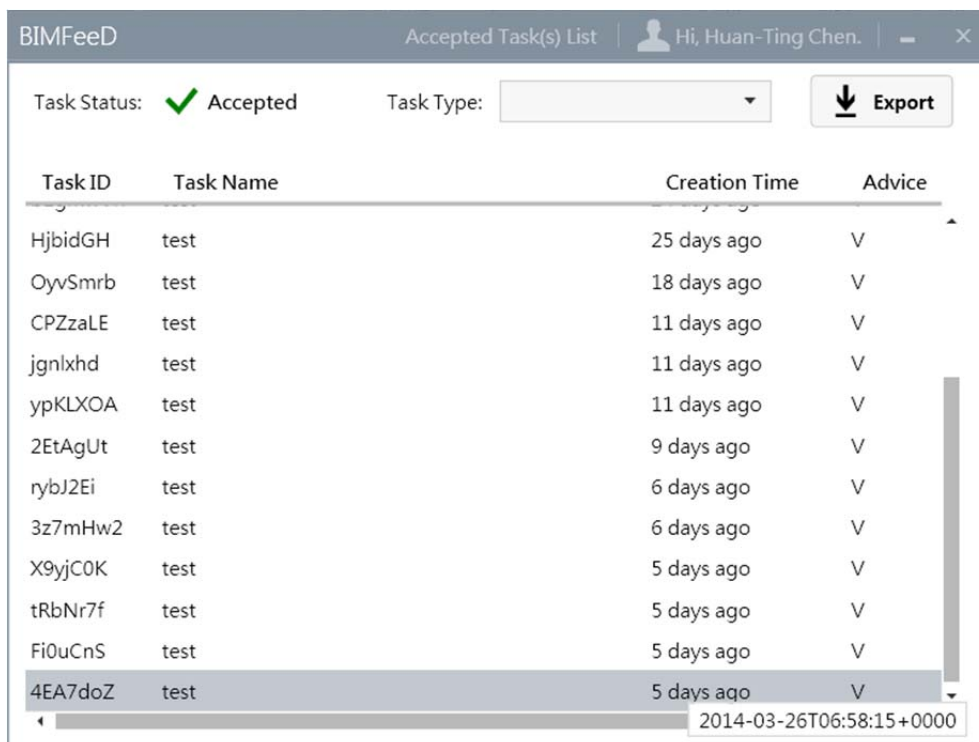 BIMFeeD Accepted Task(s) List Hi, Huan-Ting Chen.
Task Status: Accepted Task Type: Export
Task ID Task Name Creation Time Advice
HjbidGH test 25 days ago V
OyvSmrb test 18 days ago V
CPZzaLE test 11 days ago V
jgnlxhd test 11 days ago V
ypKLXOA test 11 days ago V
2EtAgUt test 9 days ago V
rybJ2Ei test 6 days ago V
3z7mHw2 test 6 days ago V
X9yjC0K test 5 days ago V
tRbNr7f test 5 days ago V
Fi0uCnS test 5 days ago V
4EA7doZ test 5 days ago V
2014-03-26T06:58:15+0000